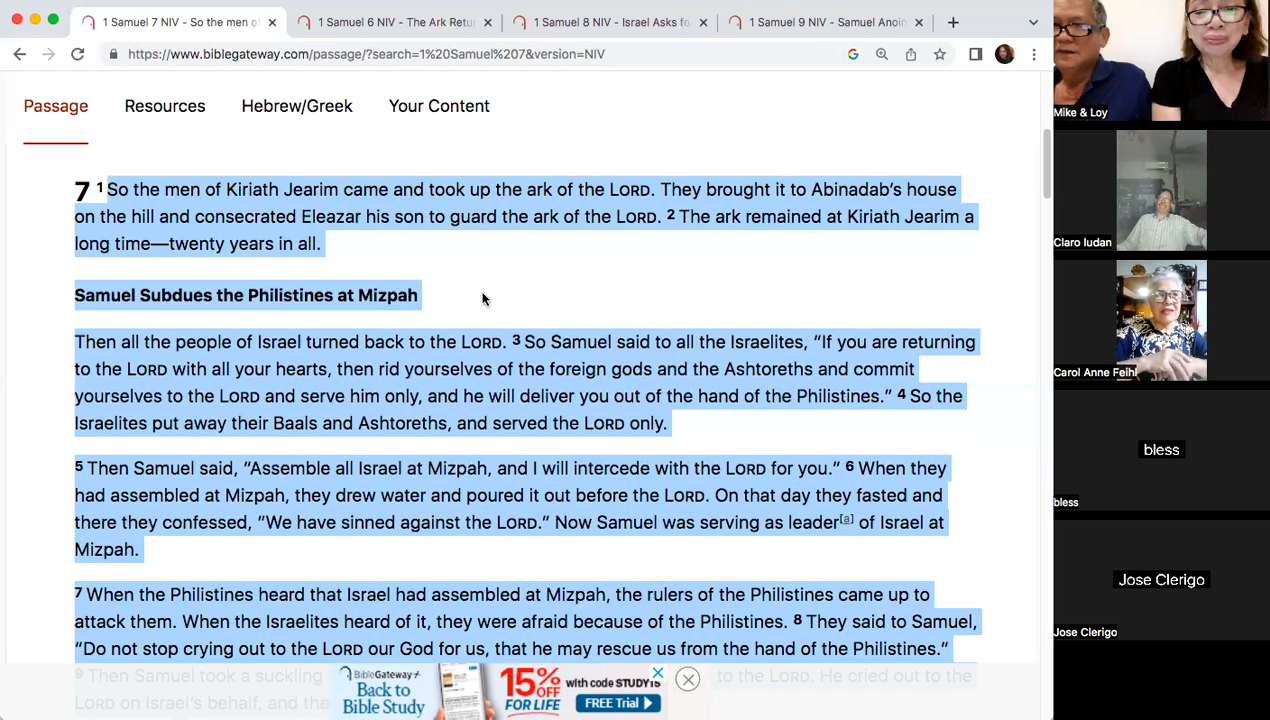 1 Samuel 7 NIV - So the men of
1 Samuel 6 NIV - The Ark Retur
1 Samuel 8 NIV - Israel Asks fo
1 Samuel 9 NIV - Samuel Anoin
https://www.biblegateway.com/passage/?search=1%20Samuel%207&version=NIV
Passage Resources Hebrew/Greek Your Content
7 1 So the men of Kiriath Jearim came and took up the ark of the LORD. They brought it to Abinadab’s house
on the hill and consecrated Eleazar his son to guard the ark of the LORD. 2 The ark remained at Kiriath Jearim a
long time—twenty years in all.
Samuel Subdues the Philistines at Mizpah
Then all the people of Israel turned back to the LORD. 3 So Samuel said to all the Israelites, “If you are returning
to the LORD with all your hearts, then rid yourselves of the foreign gods and the Ashtoreths and commit
yourselves to the LORD and serve him only, and he will deliver you out of the hand of the Philistines.” 4 So the
Israelites put away their Baals and Ashtoreths, and served the LORD only.
5 Then Samuel said, “Assemble all Israel at Mizpah, and I will intercede with the LORD for you.” 6 When they
had assembled at Mizpah, they drew water and poured it out before the LORD. On that day they fasted and
there they confessed, “We have sinned against the LORD.” Now Samuel was serving as leader[a] of Israel at
Mizpah.
7 When the Philistines heard that Israel had assembled at Mizpah, the rulers of the Philistines came up to
attack them. When the Israelites heard of it, they were afraid because of the Philistines. 8 They said to Samuel,
“Do not stop crying out to the LORD our God for us, that he may rescue us from the hand of the Philistines.”
9 Then Samuel took a suckling to the LORD. He cried out to the
LORD on Israel’s behalf, and the
BibleGateway+
Back to
Bible Study
15%
OFF
FOR LIFE
with code STUDY15
FREE Trial
Mike & Loy
Claro ludan
Carol Anne Feihl
bless
bless
Jose Clerigo
Jose Clerigo